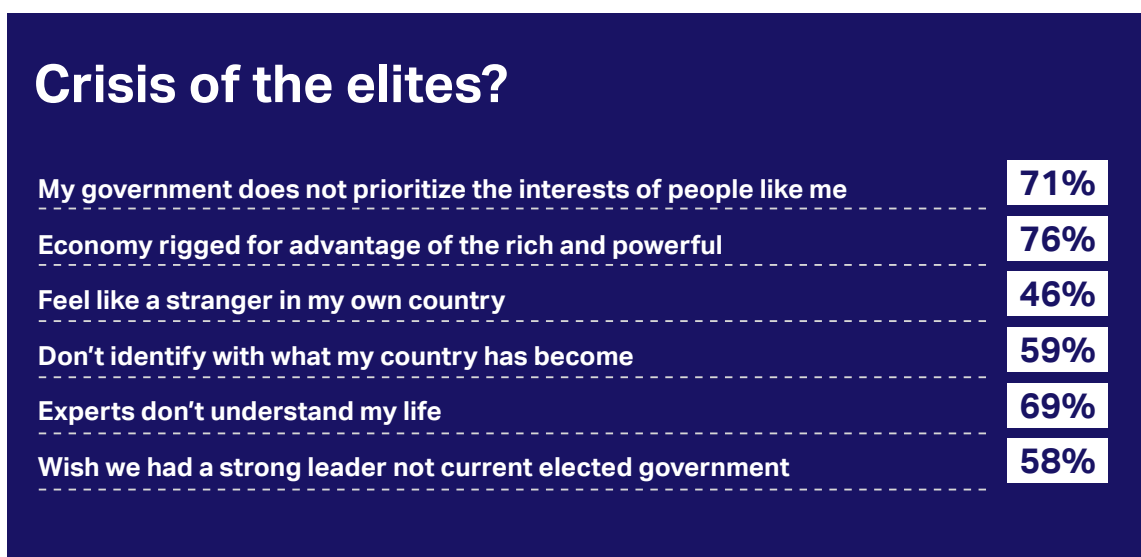 Crisis of the elites?
My government does not prioritize the interests of people like me 71%
Economy rigged for advantage of the rich and powerful 76%
Feel like a stranger in my own country 46%
Don’t identify with what my country has become 59%
Experts don’t understand my life 69%
Wish we had a strong leader not current elected government 58%